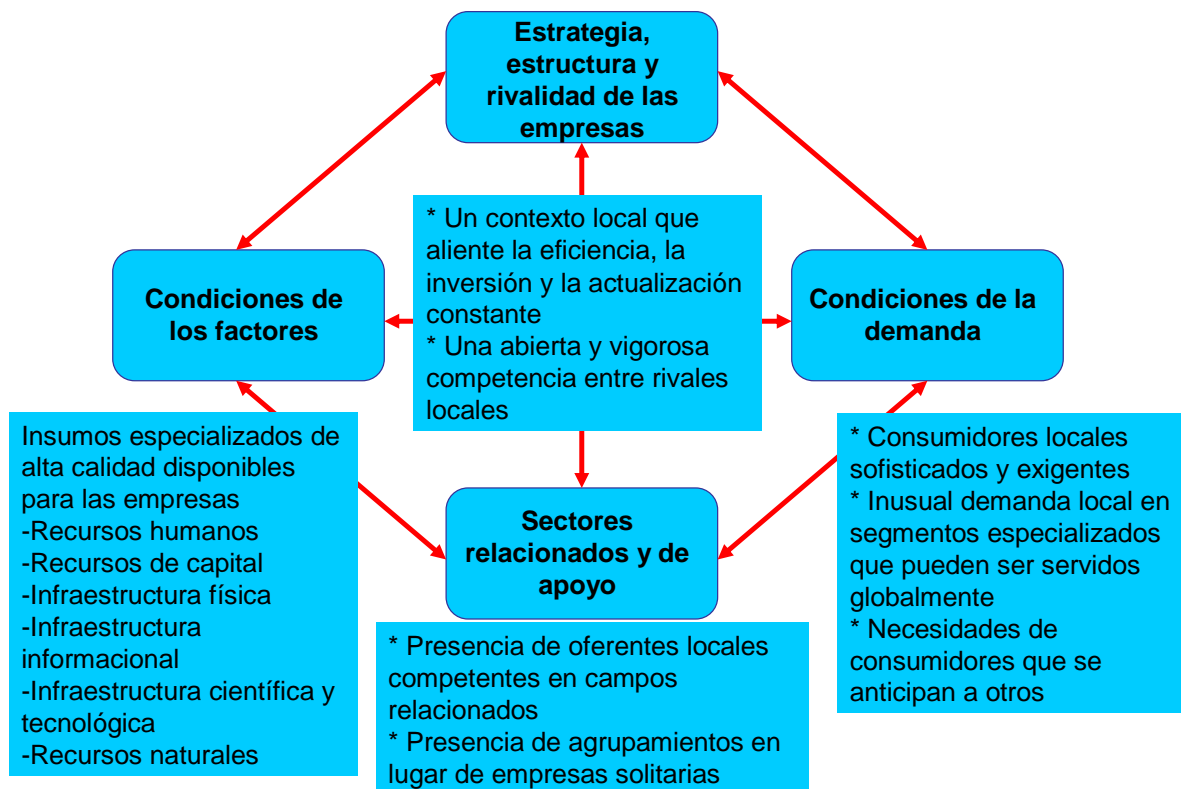 Estrategia,
estructura y
rivalidad de las
empresas
* Un contexto local que
aliente la eficiencia, la
inversión y la actualización
constante
* Una abierta y vigorosa
competencia entre rivales
locales
Condiciones de
los factores
Condiciones de la
demanda
Insumos especializados de
alta calidad disponibles
para las empresas
-Recursos humanos
-Recursos de capital
-Infraestructura física
-Infraestructura
informacional
-Infraestructura científica y
tecnológica
-Recursos naturales
Sectores
relacionados y de
apoyo
* Presencia de oferentes locales
competentes en campos
relacionados
* Presencia de agrupamientos en
lugar de empresas solitarias
* Consumidores locales
sofisticados y exigentes
* Inusual demanda local en
segmentos especializados
que pueden ser servidos
globalmente
* Necesidades de
consumidores que se
anticipan a otros